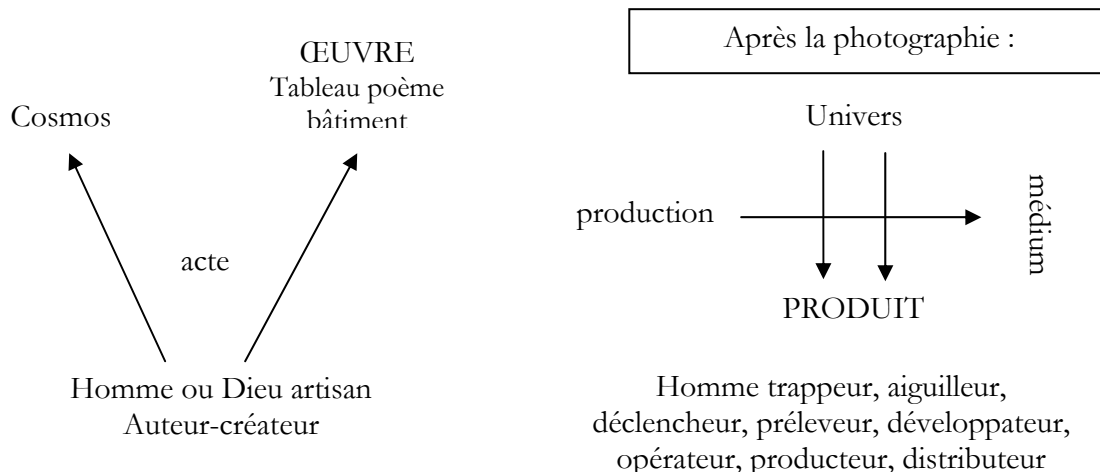 Cosmos
ŒUVRE
Tableau poème
bâtiment
acte
Homme ou Dieu artisan
Auteur-créateur
Après la photographie :
Univers
production
médium
PRODUIT
Homme trappeur, aiguilleur,
déclencheur, préleveur, développateur,
opérateur, producteur, distributeur